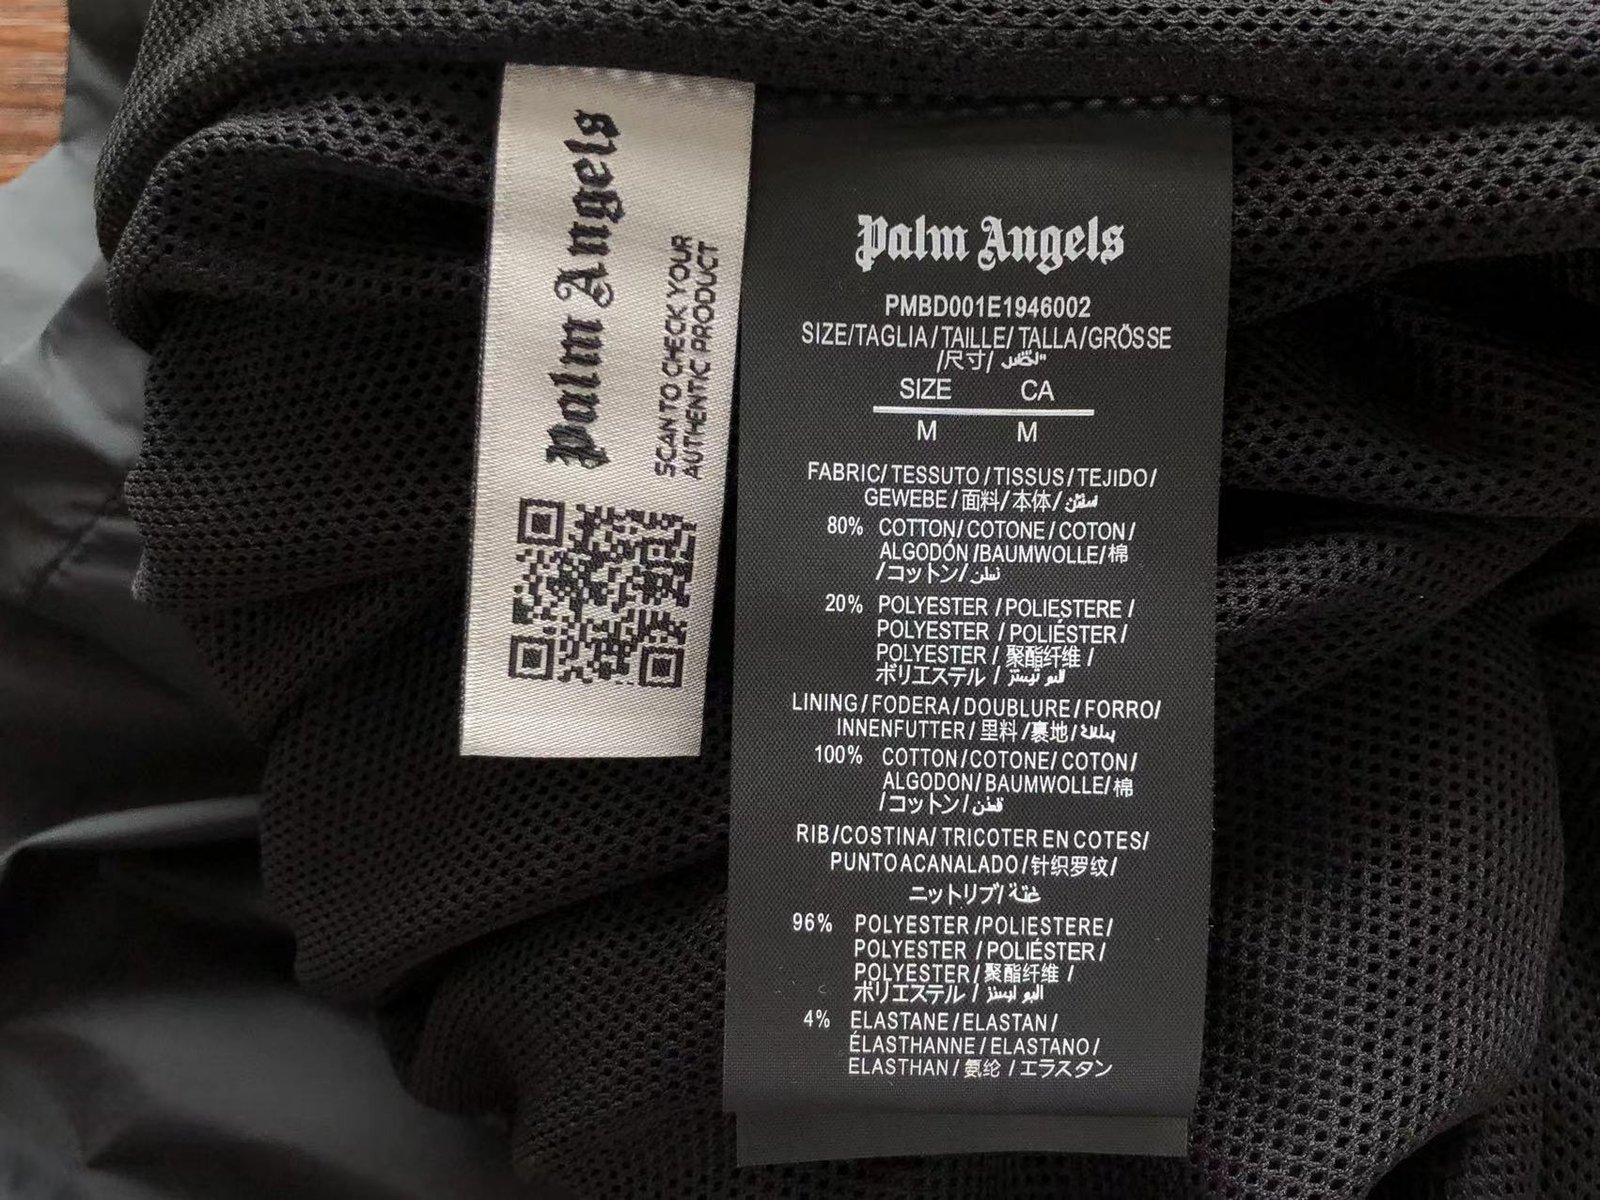 Palm Angels
SCAN TO CHECK YOUR
AUTHENTIC PRODUCT
Palm Angels
PMBD001E1946002
SIZE/TAGLIA/TAILLE/TALLA/GRÖSSE
/尺寸/
SIZE CA
M M
FABRIC/TESSUTO/TISSUS/TEJIDO/
GEWEBE/面料/本体/
80% COTTON/COTONE/COTON/
ALGODÓN/BAUMWOLLE/棉
/コットン/
20% POLYESTER/POLIESTERE/
POLYESTER/POLIÉSTER/
POLYESTER/聚酯纤维/
ポリエステル/
LINING/FODERA/DOUBLURE/FORRO/
INNENFUTTER/里料/裏地/
100% COTTON/COTONE/COTON/
ALGODON/BAUMWOLLE/棉
/コットン/
RIB/COSTINA/TRICOTER EN COTES/
PUNTO ACANALADO/针织罗纹/
ニットリブ/
96% POLYESTER/POLIESTERE/
POLYESTER/POLIÉSTER/
POLYESTER/聚酯纤维/
ポリエステル/
4% ELASTANE/ELASTAN/
ÉLASTHANNE/ELASTANO/
ELASTHAN/氨纶/エラスタン